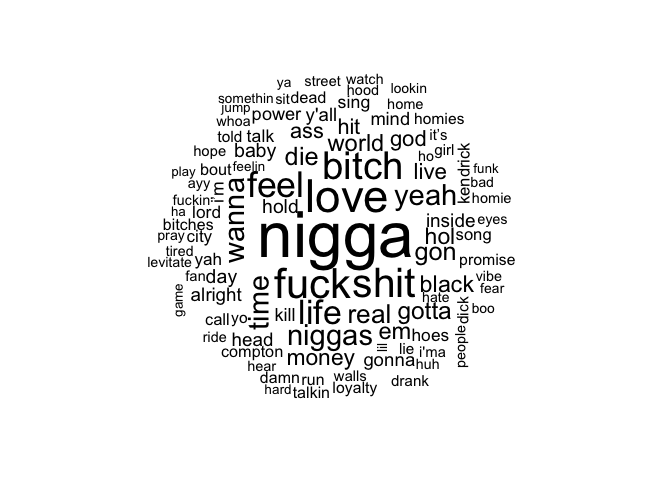 ya street watch
hood lookin
somethin sit dead sing home
jump
whoa power y'all hit mind homies
told talk ass world god it's
hope baby die bitch ho girl
play bout feelin live kendrick funk
ayy i'm feel love yeah bad
fuckin' wanna hold homie
ha lord inside eyes
bitches nigga hol song
pray city gon
tired yah promise
levitate
fan day time fuck shit black vibe
fear
game alright life real gotta hate dick boo
call yo kill
ride head niggas em hoes people
compton money lil lie i'ma
hear gonna huh
damn run walls drank
hard talkin loyalty